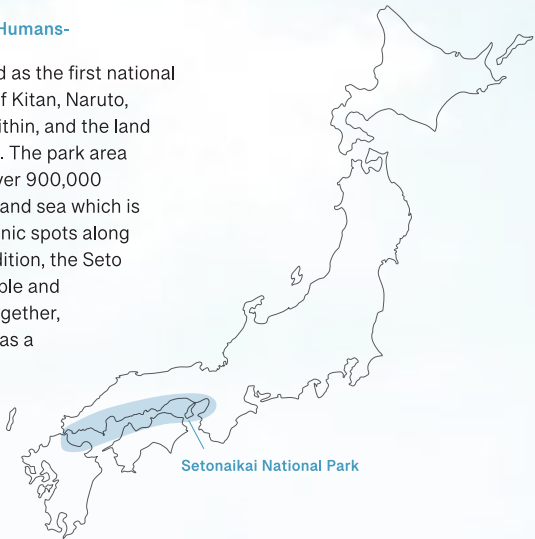 Humans-
d as the first national
f Kitan, Naruto,
ithin, and the land
. The park area
ver 900,000
and sea which is
nic spots along
dition, the Seto
ple and
gether,
as a
Setonaikai National Park